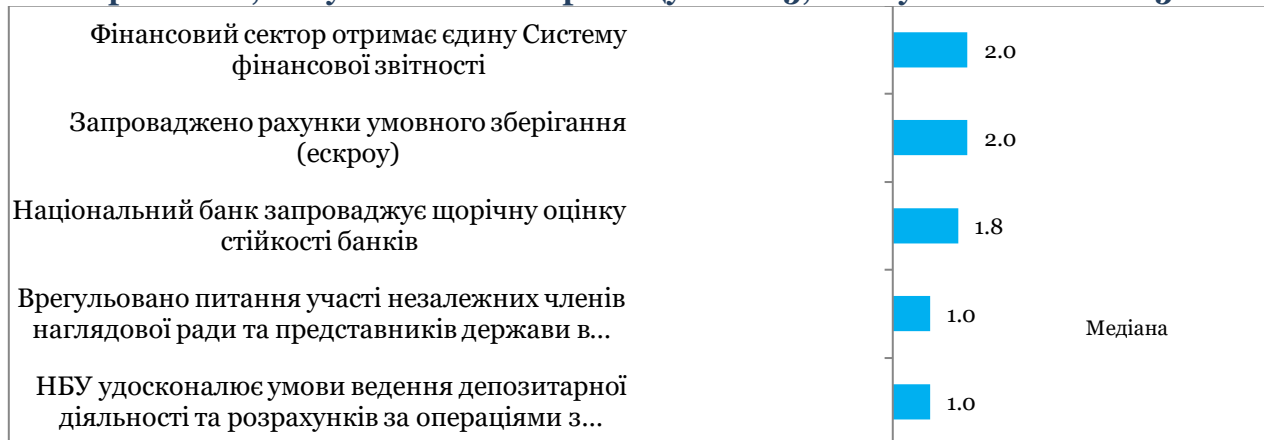 Фінансовий сектор отримає єдину Систему
фінансової звітності
2.0
Запроваджено рахунки умовного зберігання
(ескроу)
2.0
Національний банк запроваджує щорічну оцінку
стійкості банків
1.8
Врегульовано питання участі незалежних членів
наглядової ради та представників держави в...
1.0
Медіана
НБУ удосконалює умови ведення депозитарної
діяльності та розрахунків за операціями з...
1.0